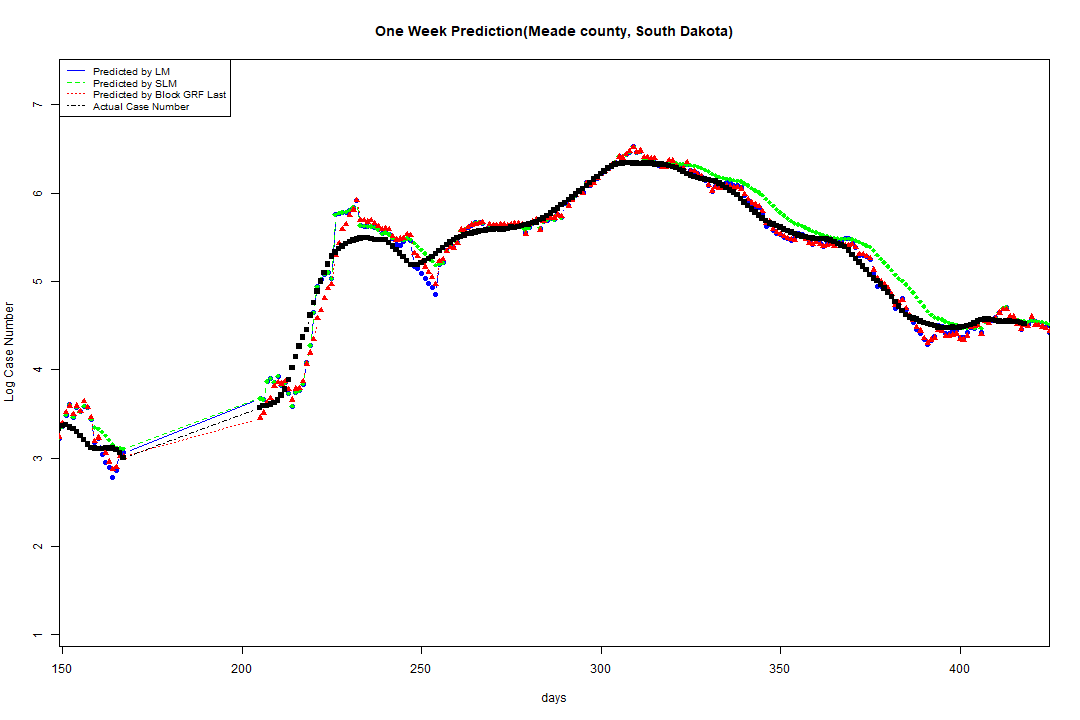 One Week Prediction(Meade county, South Dakota)
Predicted by LM
Predicted by SLM
Predicted by Block GRF Last
Actual Case Number
7
6
5
4
3
2
1
Log Case Number
150 200 250 300 350 400
days